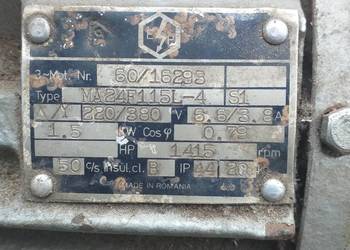 3~Mot. Nr. 60/16293
Type MA24F115L-4 S1
Δ/Y 220/380 V 6.6/3.8 A
1.5 KW Cos φ 0.79
HP 1415 rpm
50 c/s insul.cl. B IP 44
MADE IN ROMANIA